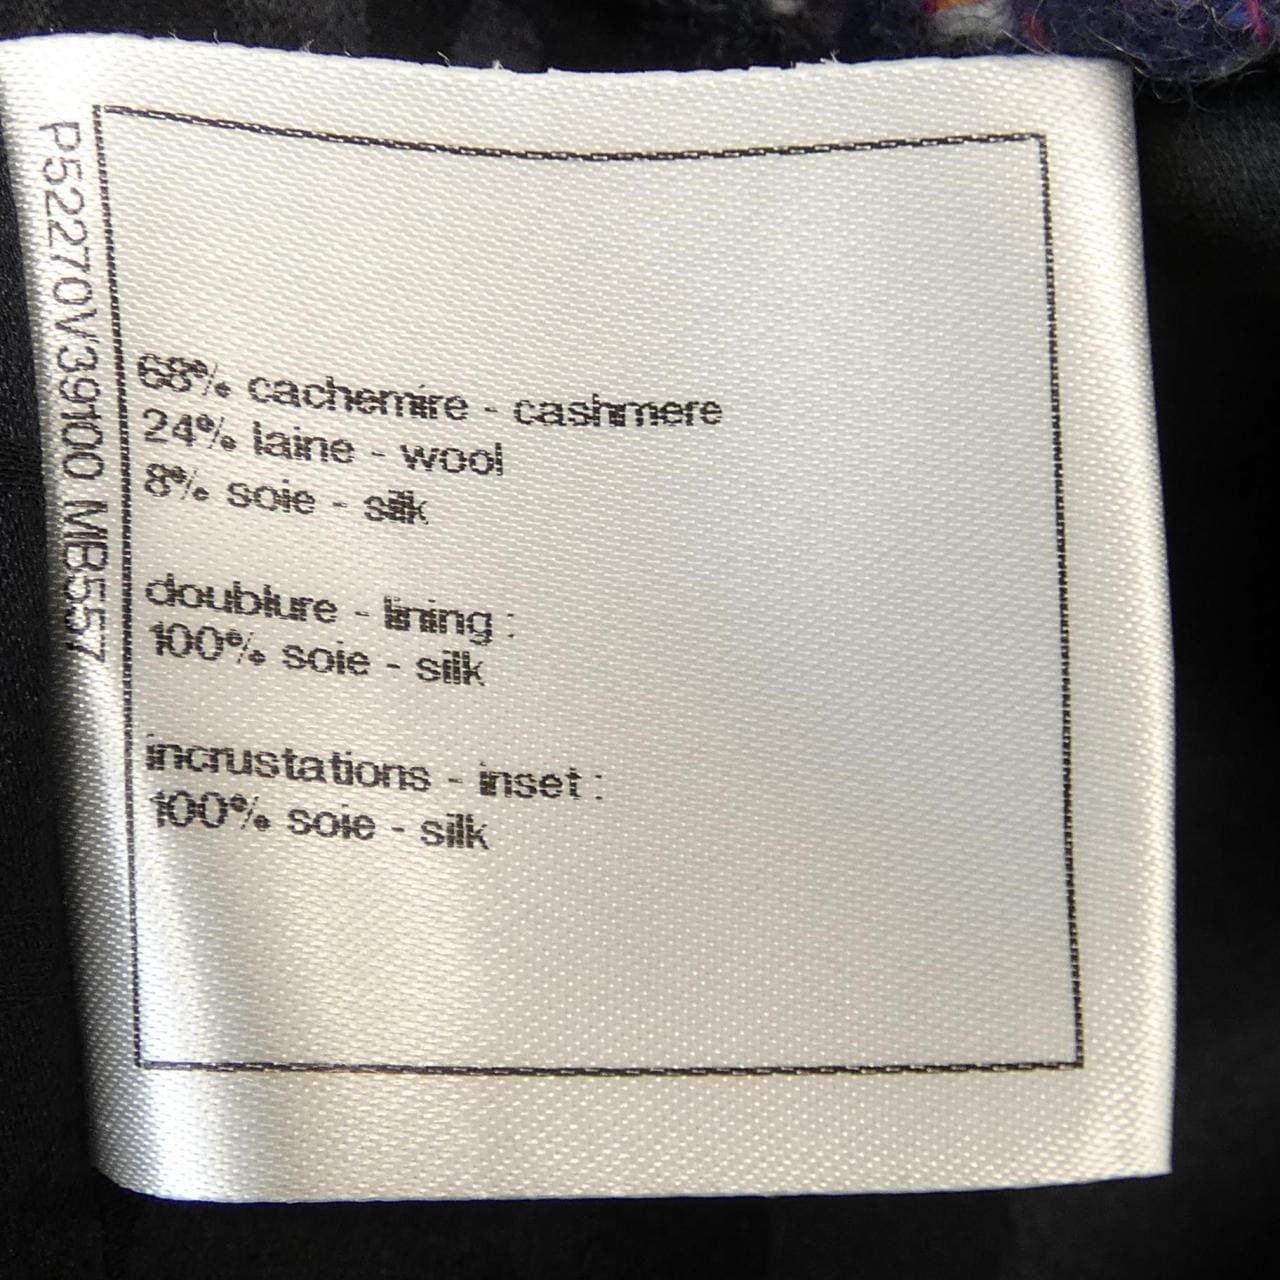 P52270V39100 MB557
68% cachemire - cashmere
24% laine - wool
8% soie - silk
doublure - lining :
100% soie - silk
incrustations - inset :
100% soie - silk